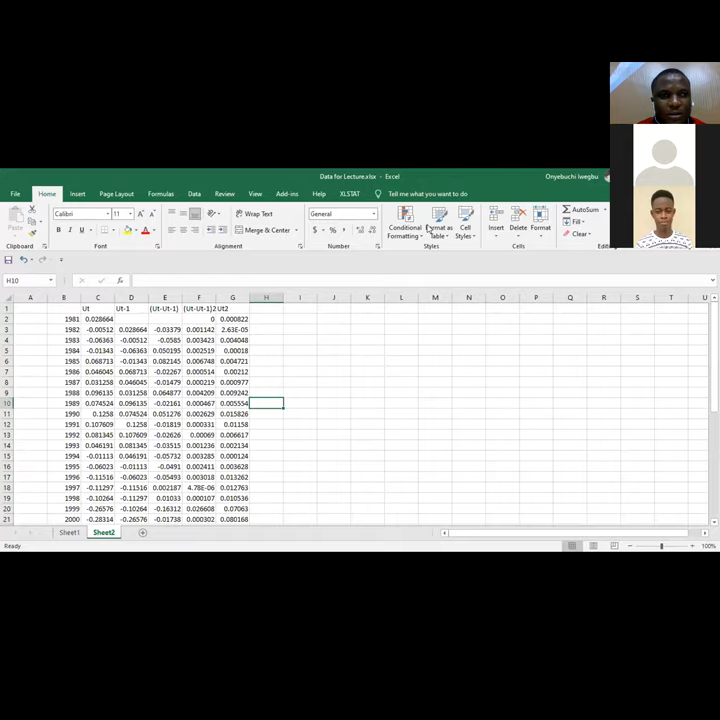 Data for Lecture.xlsx - Excel
Onyebuchi Iwegbu
File Home Insert Page Layout Formulas Data Review View Add-ins Help XLSTAT Tell me what you want to do
Calibri 11 Wrap Text General AutoSum
Paste Conditional Format as Cell Insert Delete Format Fill
B I U Merge & Center $ % Formatting Table Styles Clear
Clipboard Font Alignment Number Styles Cells
H10 fx
A B C D E F G H I J K L M N O P Q R S T U
1 Ut Ut-1 (Ut-Ut-1) (Ut-Ut-1)2 Ut2
2 1981 0.028664 0 0.000822
3 1982 -0.00512 0.028664 -0.03379 0.001142 2.63E-05
4 1983 -0.06363 -0.00512 -0.0585 0.003423 0.004048
5 1984 -0.01343 -0.06363 0.050195 0.002519 0.00018
6 1985 0.068713 -0.01343 0.082145 0.006748 0.004721
7 1986 0.046045 0.068713 -0.02267 0.000514 0.00212
8 1987 0.031258 0.046045 -0.01479 0.000219 0.000977
9 1988 0.096135 0.031258 0.064877 0.004209 0.009242
10 1989 0.074524 0.096135 -0.02161 0.000467 0.005554
11 1990 0.1258 0.074524 0.051276 0.002629 0.015826
12 1991 0.107609 0.1258 -0.01819 0.000331 0.01158
13 1992 0.081345 0.107609 -0.02626 0.00069 0.006617
14 1993 0.046191 0.081345 -0.03515 0.001236 0.002134
15 1994 -0.01113 0.046191 -0.05732 0.003285 0.000124
16 1995 -0.06023 -0.01113 -0.0491 0.002411 0.003628
17 1996 -0.11516 -0.06023 -0.05493 0.003018 0.013262
18 1997 -0.11297 -0.11516 0.002187 4.78E-06 0.012763
19 1998 -0.10264 -0.11297 0.01033 0.000107 0.010536
20 1999 -0.26576 -0.10264 -0.16312 0.026608 0.07063
21 2000 -0.28314 -0.26576 -0.01738 0.000302 0.080168
Sheet1 Sheet2
Ready 100%